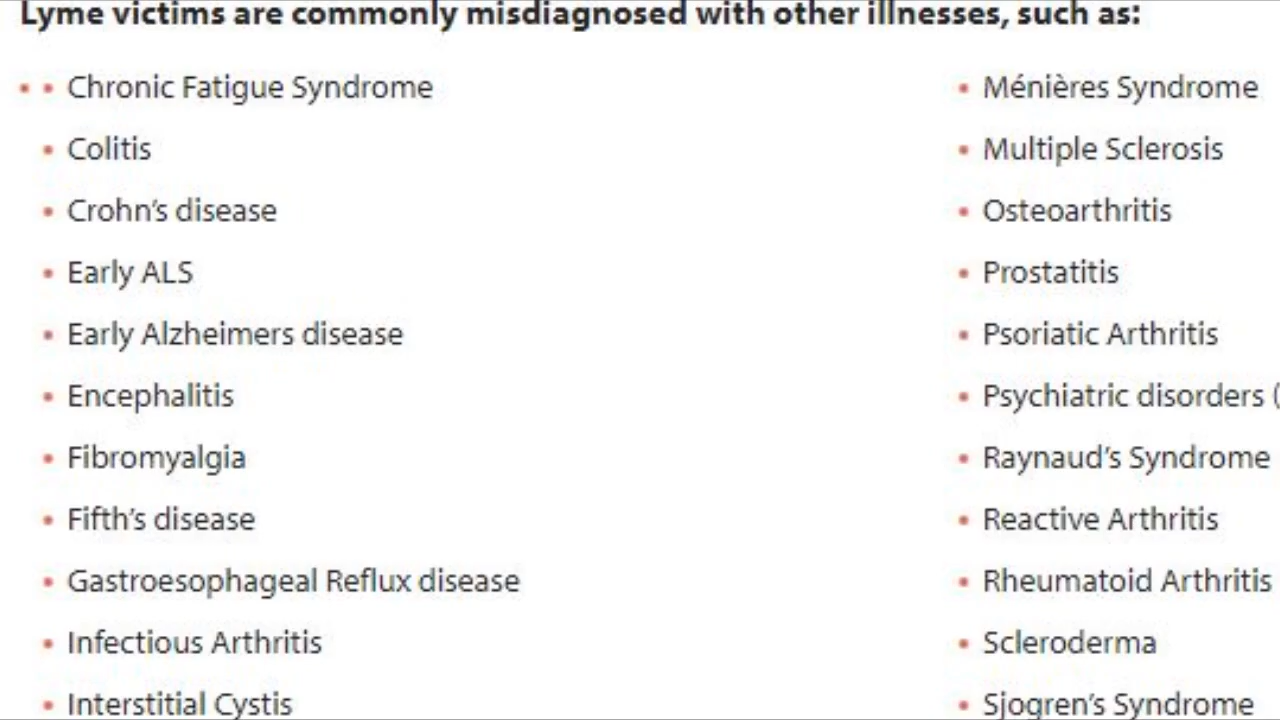 Lyme victims are commonly misdiagnosed with other illnesses, such as:
Chronic Fatigue Syndrome
Colitis
Crohn's disease
Early ALS
Early Alzheimers disease
Encephalitis
Fibromyalgia
Fifth's disease
Gastroesophageal Reflux disease
Infectious Arthritis
Interstitial Cystis
Ménières Syndrome
Multiple Sclerosis
Osteoarthritis
Prostatitis
Psoriatic Arthritis
Psychiatric disorders (
Raynaud's Syndrome
Reactive Arthritis
Rheumatoid Arthritis
Scleroderma
Sjogren's Syndrome